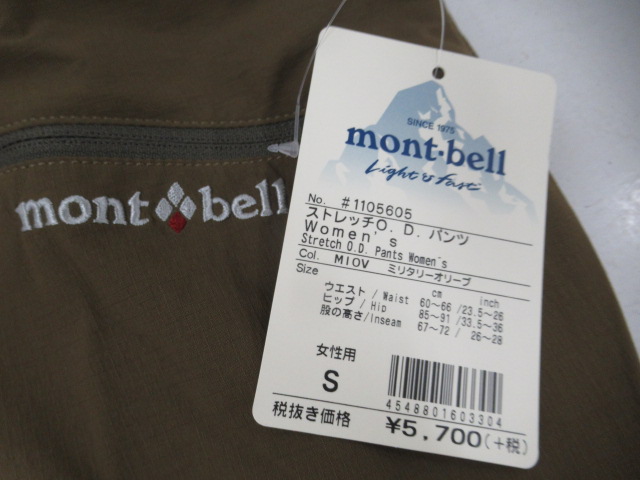 mont bell
SINCE 1975
mont-bell
Light & Fast
No. #1105605
ストレッチO. D. パンツ
Women's
Stretch O.D. Pants Women's
Col. MIOV ミリタリーオリーブ
Size
cm inch
ウエスト / Waist 60~66 /23.5~26
ヒップ / Hip 85~91 /33.5~36
股の高さ/Inseam 67~72 / 26~28
女性用
S
4548801603304
税抜き価格 ¥5,700(+税)